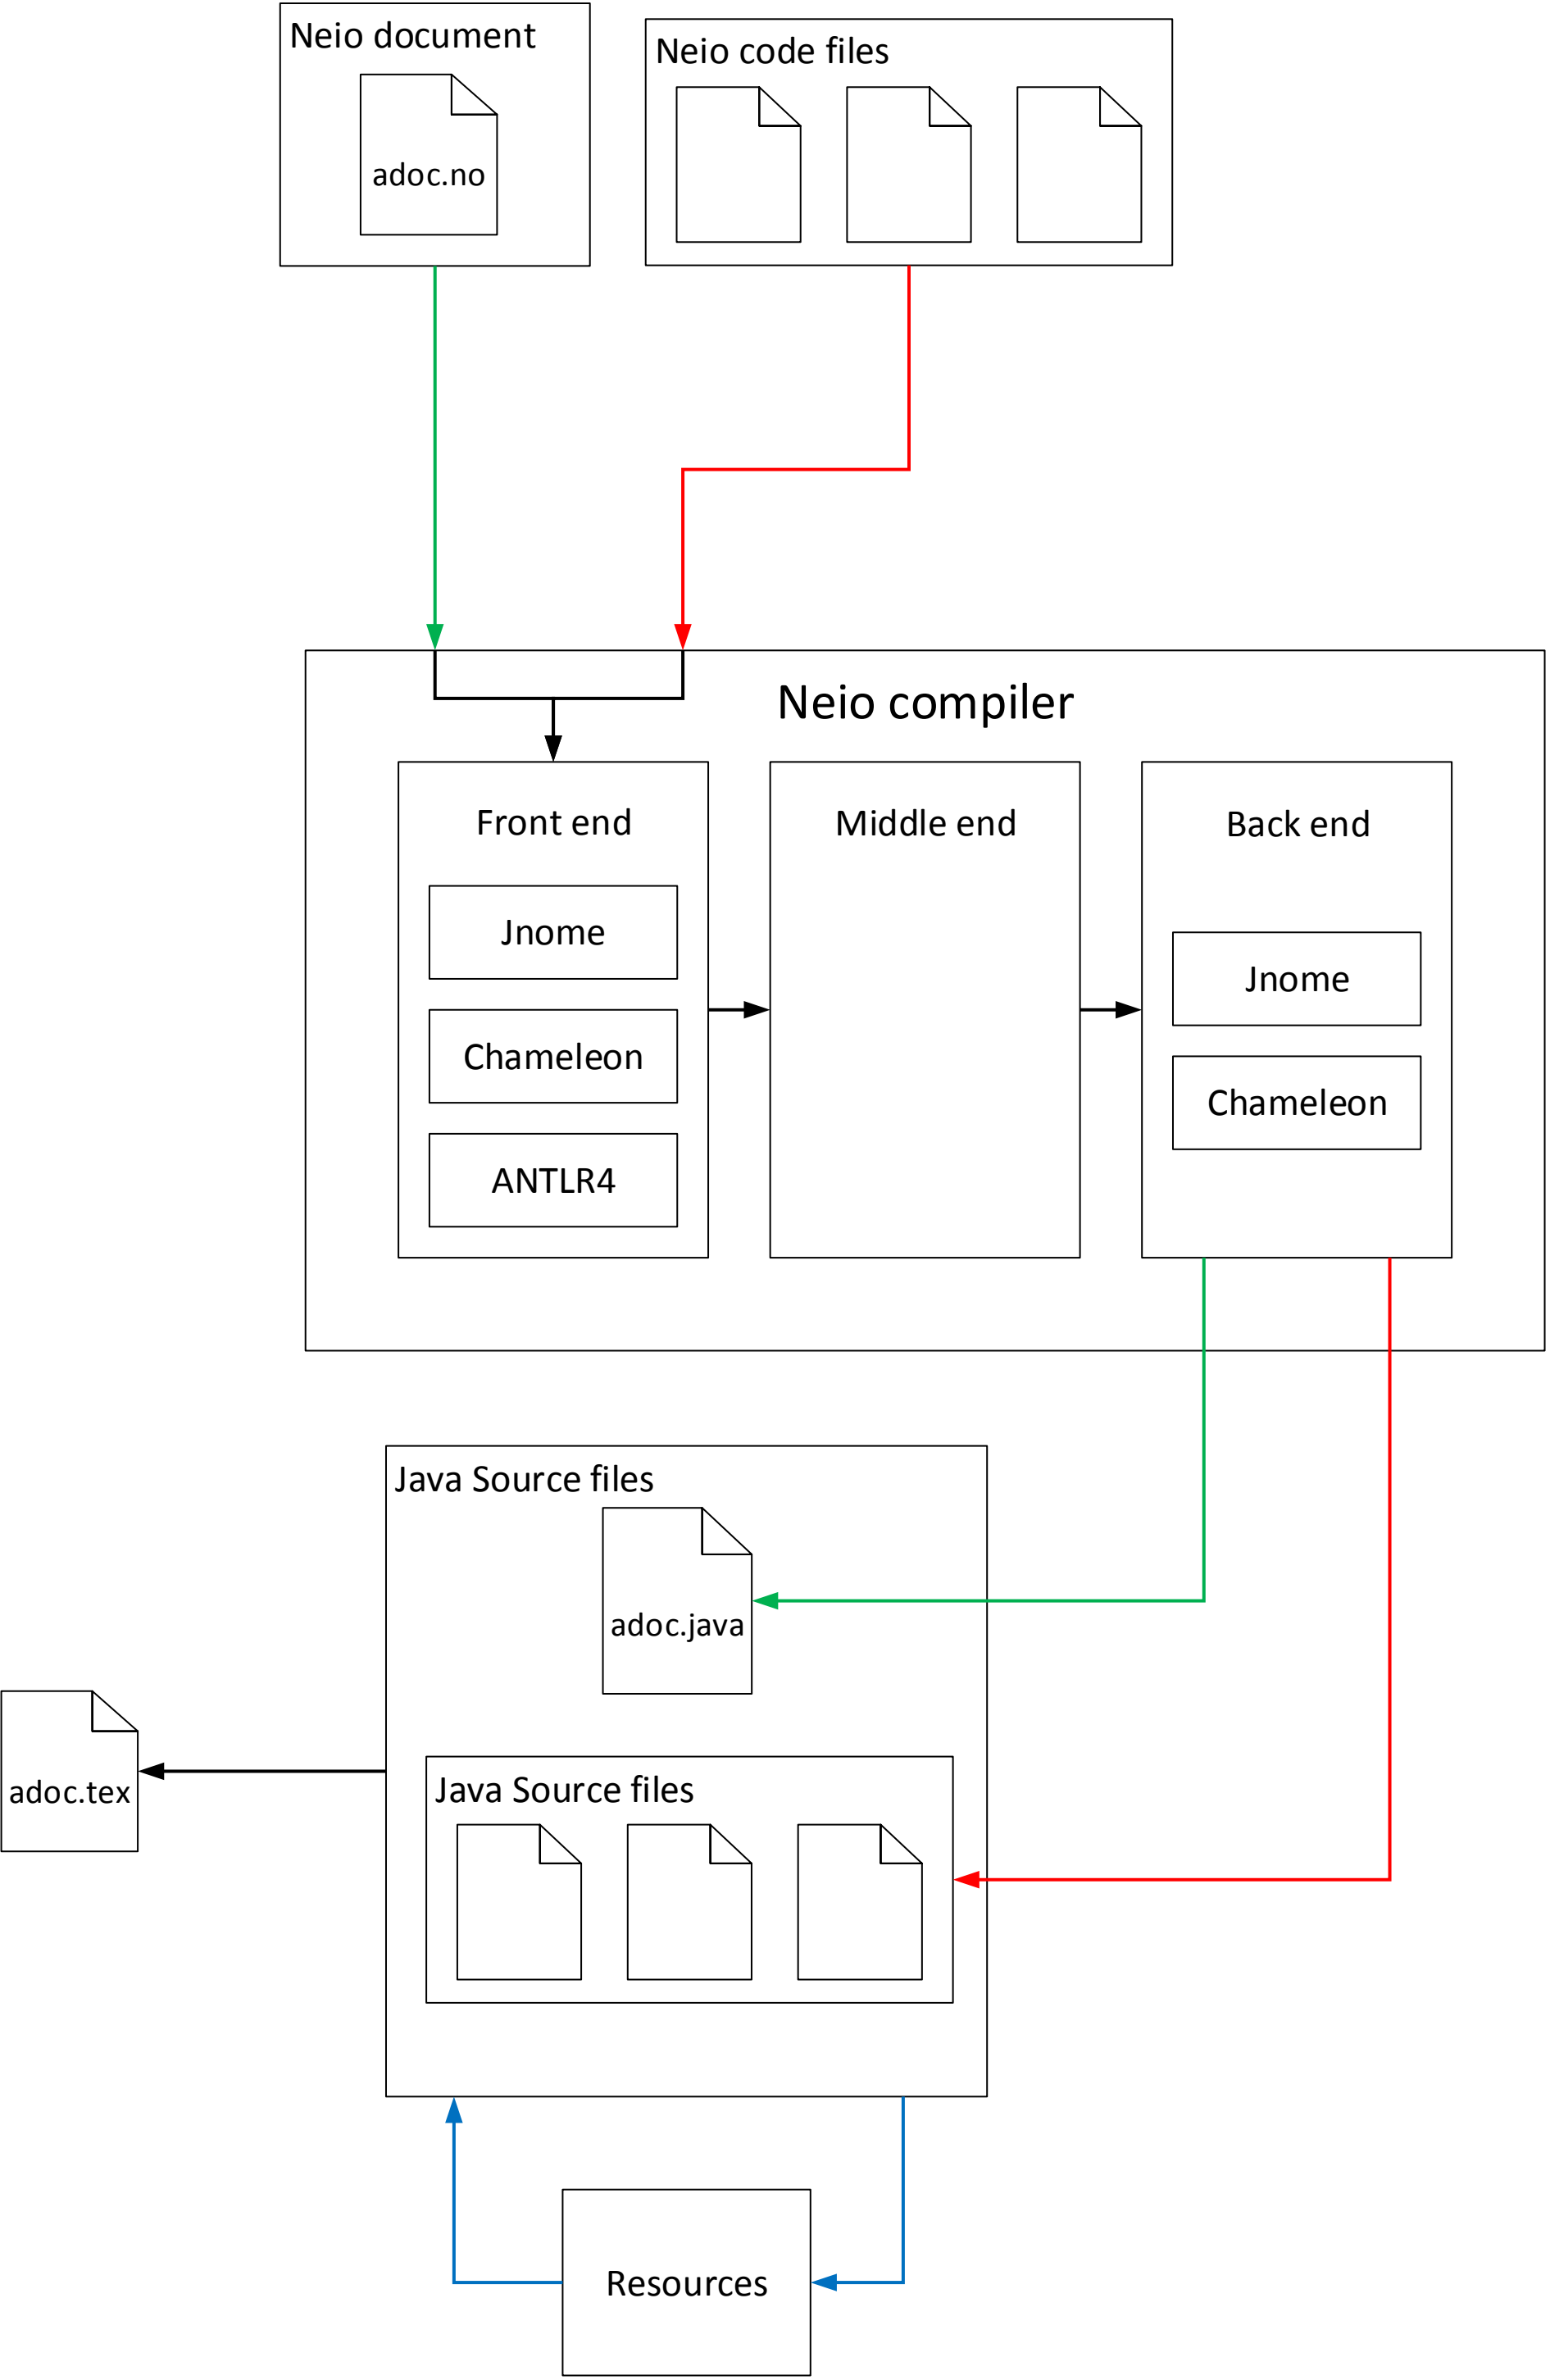 Neio document
adoc.no
Neio code files
Neio compiler
Front end
Jnome
Chameleon
ANTLR4
Middle end
Back end
Jnome
Chameleon
Java Source files
adoc.java
adoc.tex
Java Source files
Resources